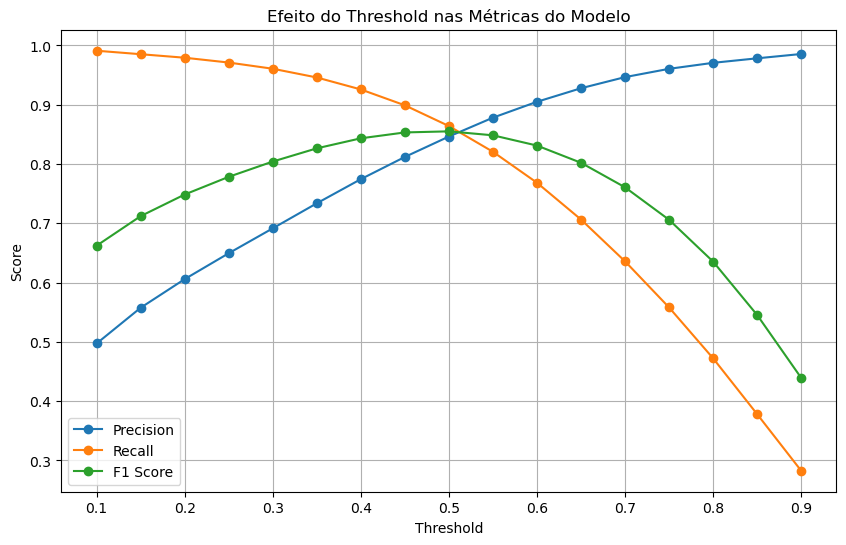 Efeito do Threshold nas Métricas do Modelo
1.0
0.9
0.8
0.7
0.6
0.5
0.4
0.3
Score
Precision
Recall
F1 Score
0.1 0.2 0.3 0.4 0.5 0.6 0.7 0.8 0.9
Threshold